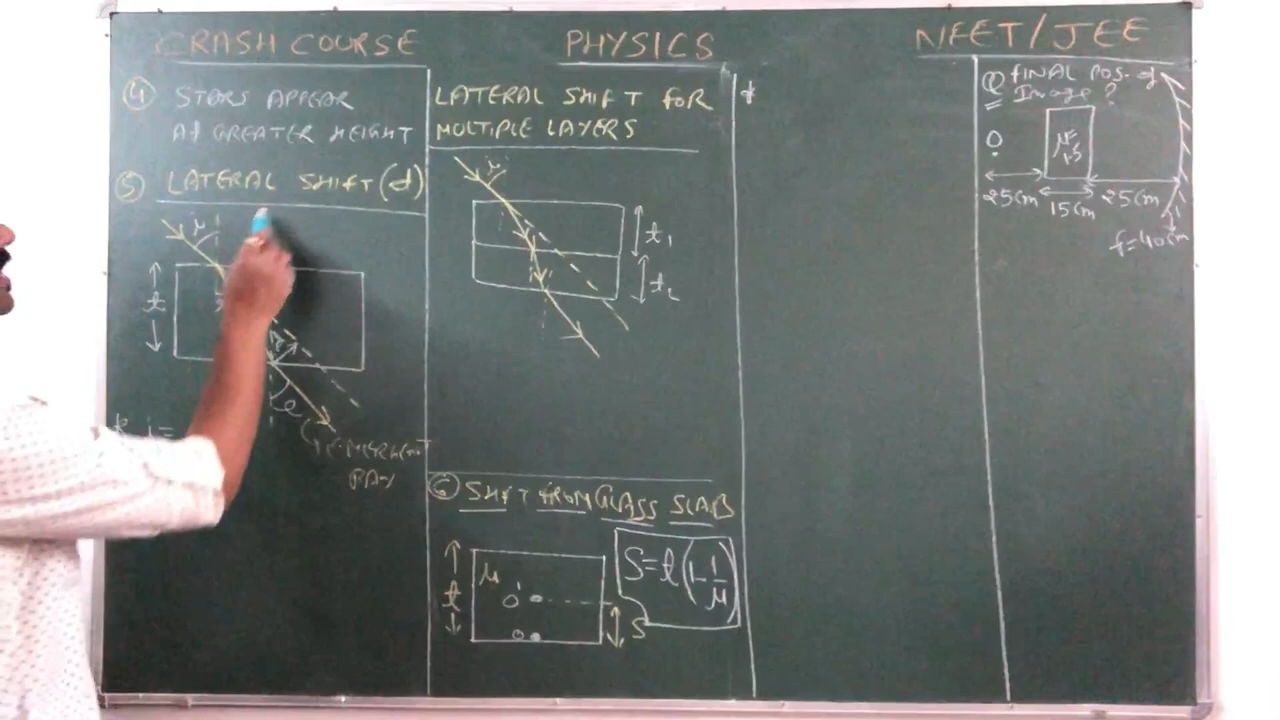 CRASH COURSE
PHYSICS
NEET/JEE
④ STARS APPEAR
At GREATER HEIGHT
⑤ LATERAL SHIFT (d)
t
e
EMERGENT
RAY
LATERAL SHIFT FOR
MULTIPLE LAYERS
t₁
t₂
⑥ SHIFT FROM GLASS SLAB
μ
t
O'
O
S
S=t(1-1/μ)
Q FINAL POS. of
Image?
O
μ=
1.5
25cm 15cm 25cm
f=40cm